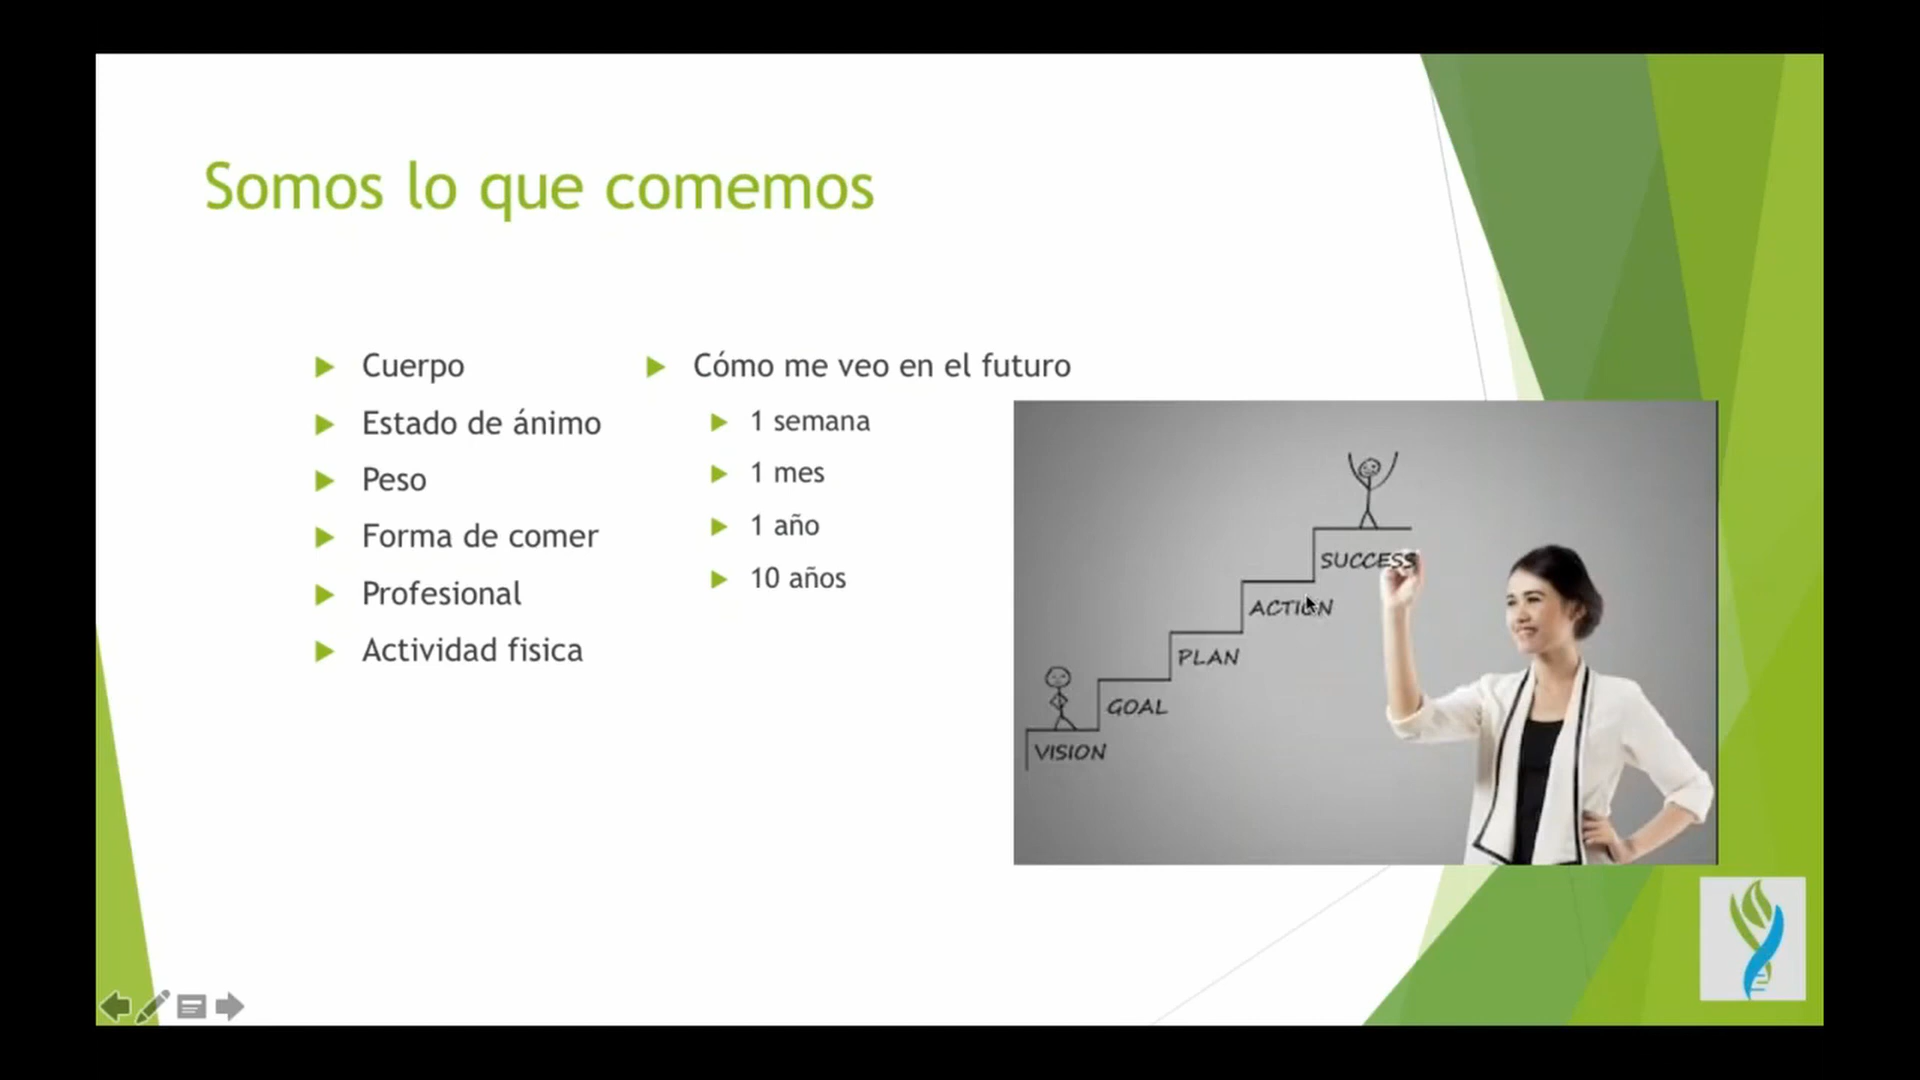 Somos lo que comemos
Cuerpo
Estado de ánimo
Peso
Forma de comer
Profesional
Actividad fisica
Cómo me veo en el futuro
1 semana
1 mes
1 año
10 años
SUCCESS
ACTION
PLAN
GOAL
VISION